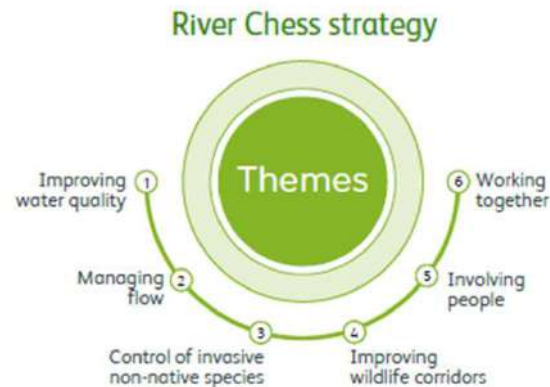 River Chess strategy
Themes
1
Improving
water quality
2
Managing
flow
3
Control of invasive
non-native species
4
Improving
wildlife corridors
5
Involving
people
6
Working
together